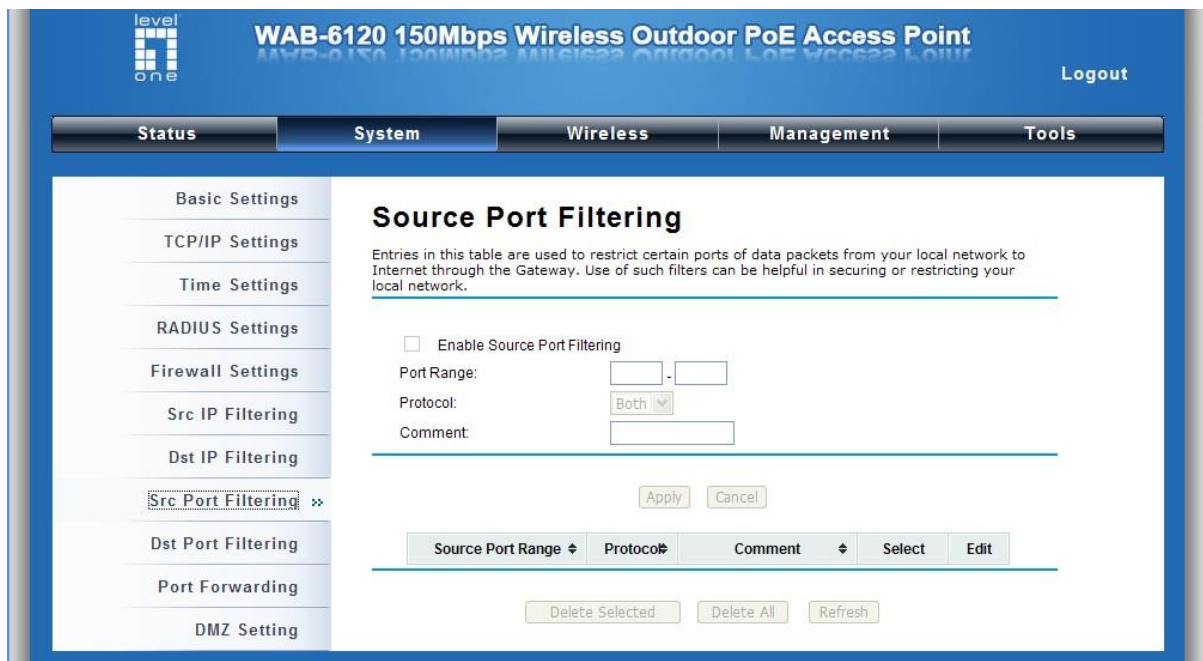 level
one
WAB-6120 150Mbps Wireless Outdoor PoE Access Point
Logout
Status
System
Wireless
Management
Tools
Basic Settings
TCP/IP Settings
Time Settings
RADIUS Settings
Firewall Settings
Src IP Filtering
Dst IP Filtering
Src Port Filtering »
Dst Port Filtering
Port Forwarding
DMZ Setting
Source Port Filtering
Entries in this table are used to restrict certain ports of data packets from your local network to
Internet through the Gateway. Use of such filters can be helpful in securing or restricting your
local network.
Enable Source Port Filtering
Port Range: -
Protocol: Both
Comment:
Apply Cancel
Source Port Range Protocol Comment Select Edit
Delete Selected Delete All Refresh